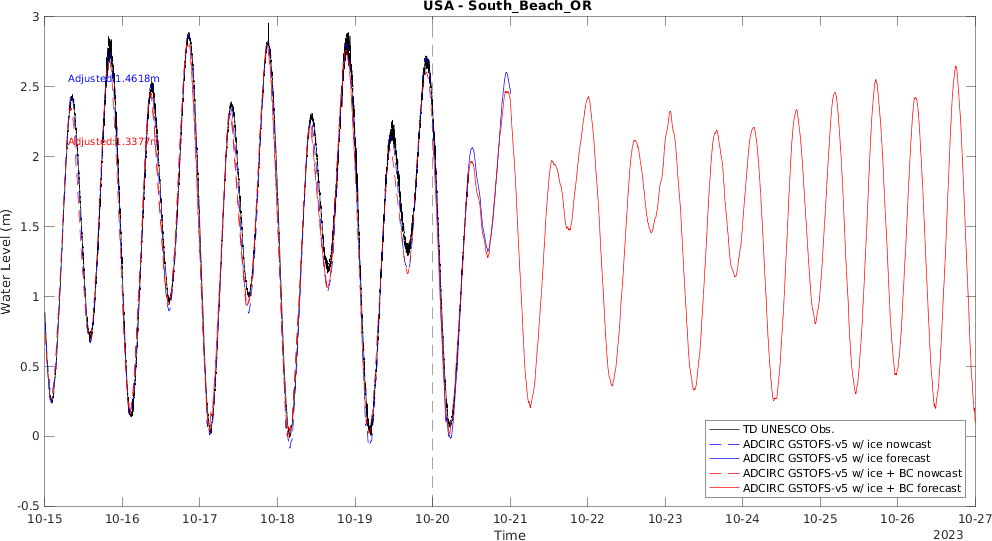 USA - South_Beach_OR
3
2.5
2
1.5
1
0.5
0
-0.5
Water Level (m)
Adjusted:1.4618m
Adjusted:1.3377m
TD UNESCO Obs.
ADCIRC GSTOFS-v5 w/ ice nowcast
ADCIRC GSTOFS-v5 w/ ice forecast
ADCIRC GSTOFS-v5 w/ ice + BC nowcast
ADCIRC GSTOFS-v5 w/ ice + BC forecast
10-15 10-16 10-17 10-18 10-19 10-20 10-21 10-22 10-23 10-24 10-25 10-26 10-27
Time
2023